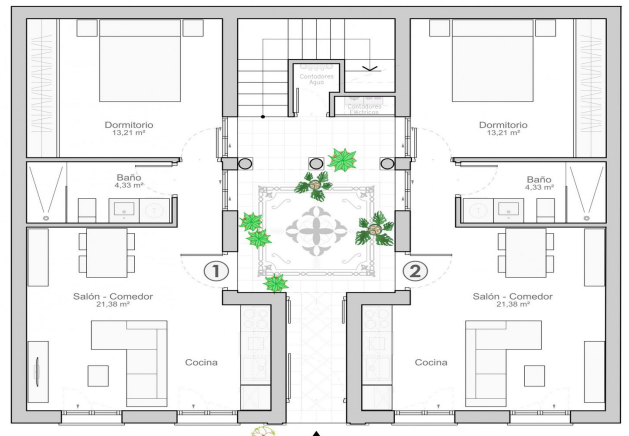 Contadores
Agua
Contadores
Eléctricos
Dormitorio
13,21 m²
Dormitorio
13,21 m²
Baño
4,33 m²
Baño
4,33 m²
1
2
Salón - Comedor
21,38 m²
Salón - Comedor
21,38 m²
Cocina
Cocina